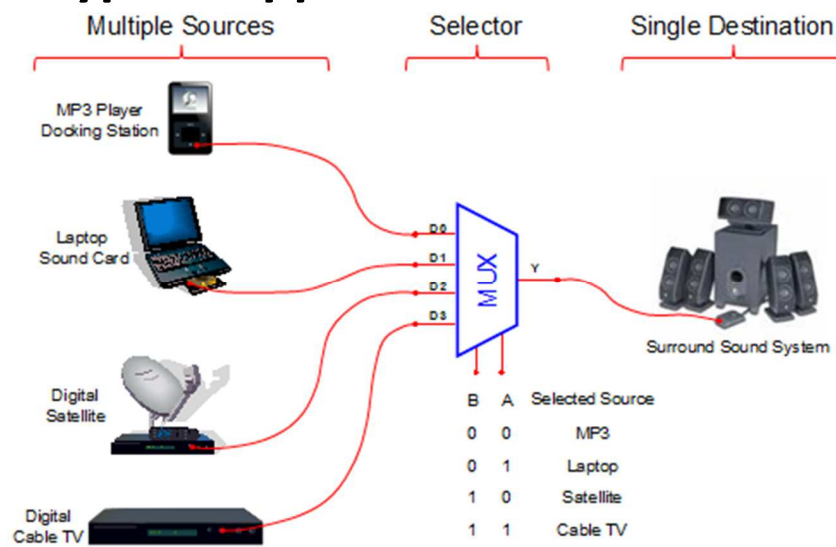 Multiple Sources
Selector
Single Destination
MP3 Player
Docking Station
Laptop
Sound Card
Digital
Satellite
Digital
Cable TV
D0
D1
D2
D3
MUX
Y
Surround Sound System
B A Selected Source
0 0 MP3
0 1 Laptop
1 0 Satellite
1 1 Cable TV